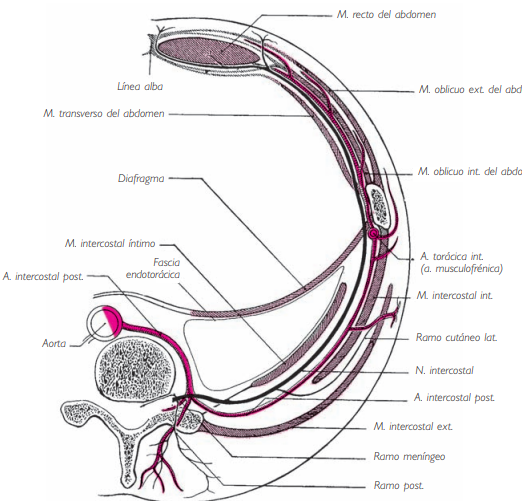 M. recto del abdomen
Línea alba
M. oblicuo ext. del abd
M. transverso del abdomen
M. oblicuo int. del abdo
Diafragma
M. intercostal íntimo
Fascia
endotorácica
A. torácica int.
(a. musculofrénica)
A. intercostal post.
M. intercostal int.
Aorta
Ramo cutáneo lat.
N. intercostal
A. intercostal post.
M. intercostal ext.
Ramo meníngeo
Ramo post.